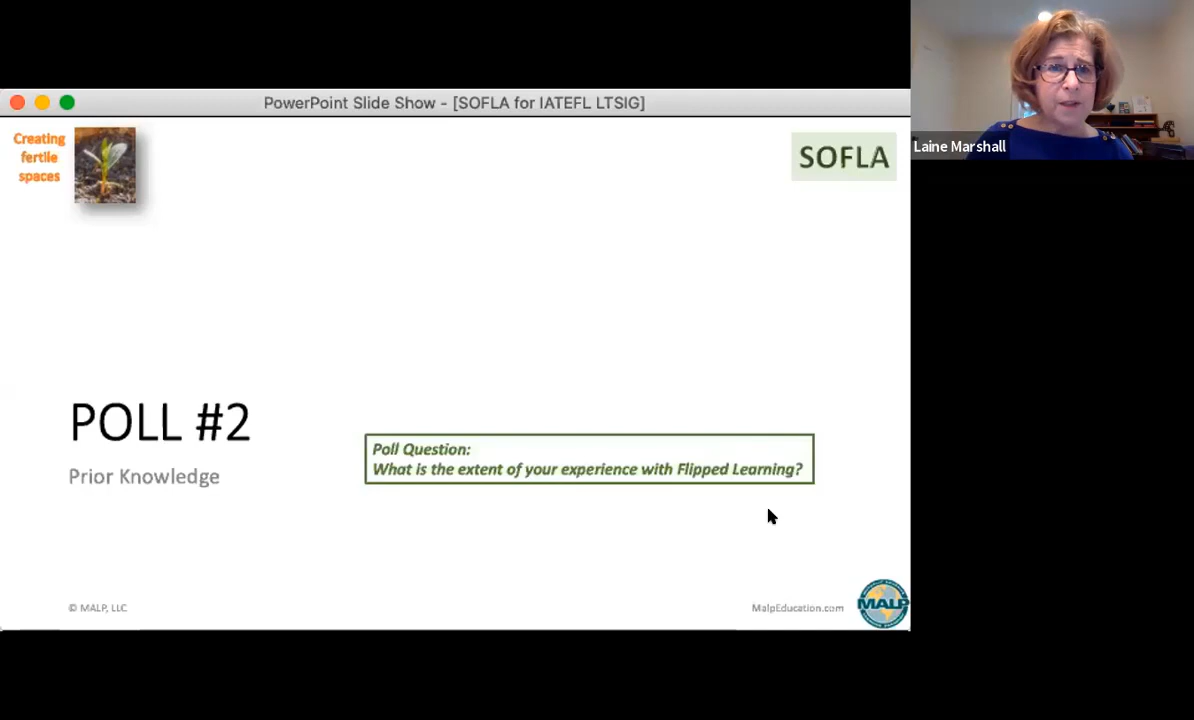 PowerPoint Slide Show - [SOFLA for IATEFL LTSIG]
Creating
fertile
spaces
SOFLA
Laine Marshall
POLL #2
Prior Knowledge
Poll Question:
What is the extent of your experience with Flipped Learning?
© MALP, LLC
MalpEducation.com
MALP